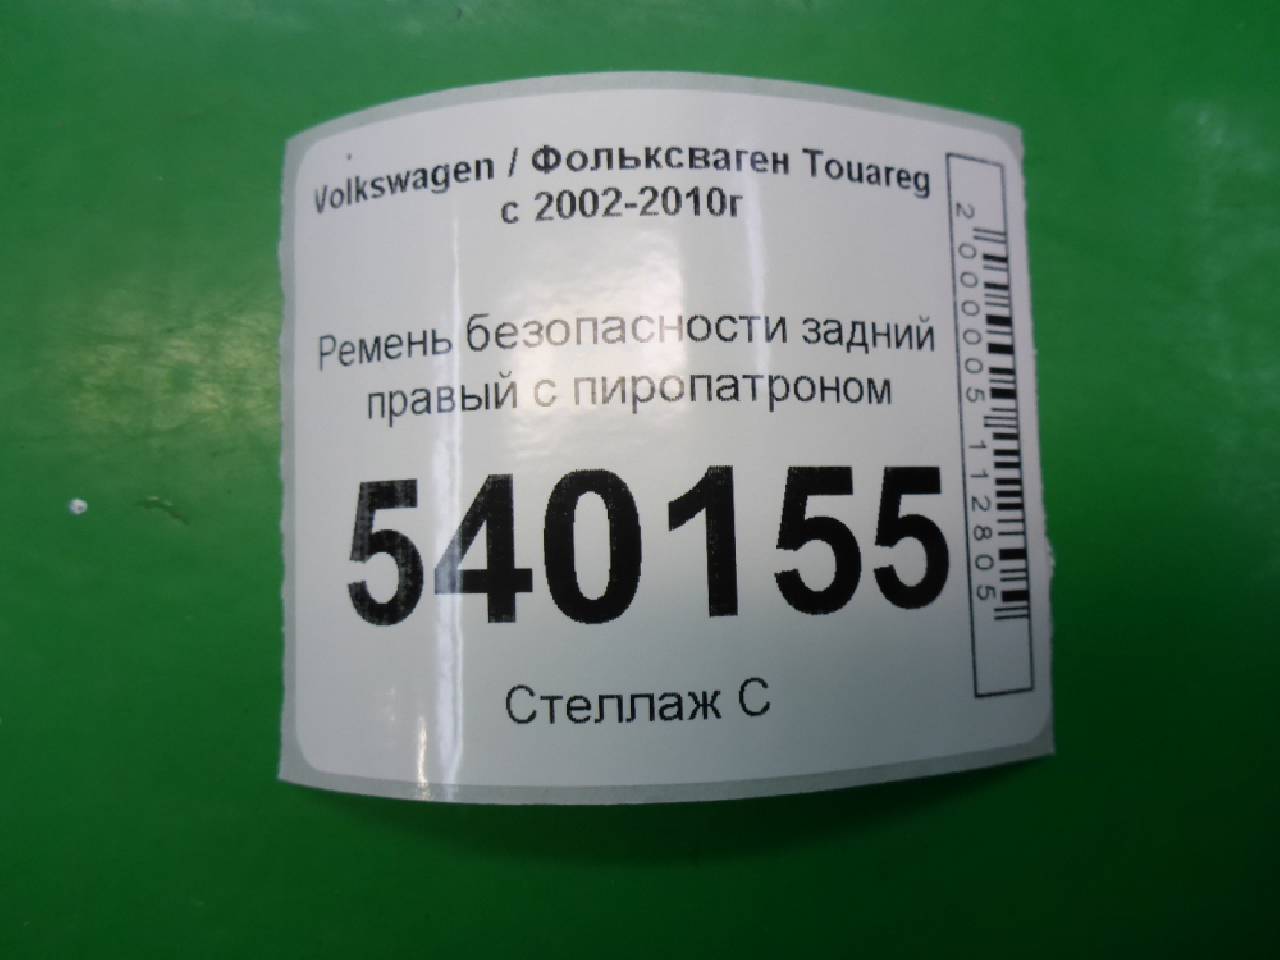 Volkswagen / Фольксваген Touareg
с 2002-2010г
Ремень безопасности задний
правый с пиропатроном
540155
Стеллаж С
2000005112805